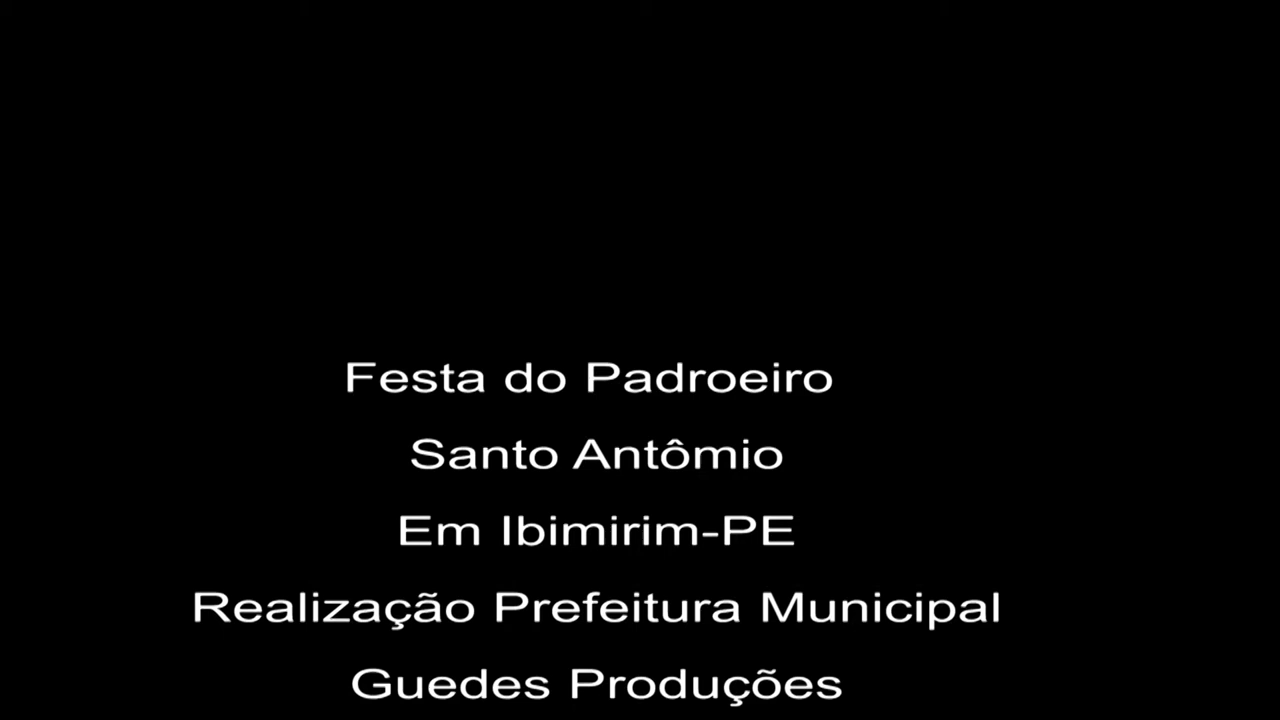 Festa do Padroeiro
Santo Antômio
Em Ibimirim-PE
Realização Prefeitura Municipal
Guedes Produções